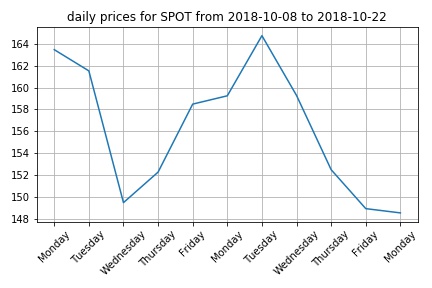 daily prices for SPOT from 2018-10-08 to 2018-10-22
164
162
160
158
156
154
152
150
148
Monday
Tuesday
Wednesday
Thursday
Friday
Monday
Tuesday
Wednesday
Thursday
Friday
Monday